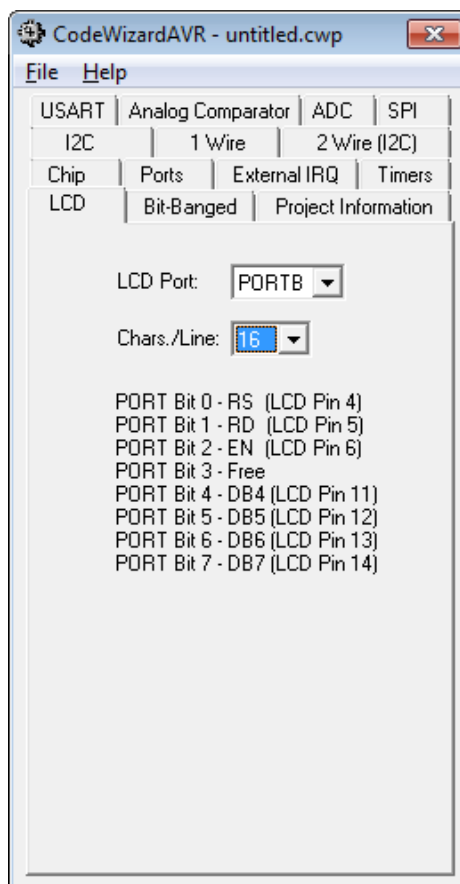 CodeWizardAVR - untitled.cwp
File Help
USART Analog Comparator ADC SPI
I2C 1 Wire 2 Wire (I2C)
Chip Ports External IRQ Timers
LCD Bit-Banged Project Information
LCD Port: PORTB
Chars./Line: 16
PORT Bit 0 - RS (LCD Pin 4)
PORT Bit 1 - RD (LCD Pin 5)
PORT Bit 2 - EN (LCD Pin 6)
PORT Bit 3 - Free
PORT Bit 4 - DB4 (LCD Pin 11)
PORT Bit 5 - DB5 (LCD Pin 12)
PORT Bit 6 - DB6 (LCD Pin 13)
PORT Bit 7 - DB7 (LCD Pin 14)